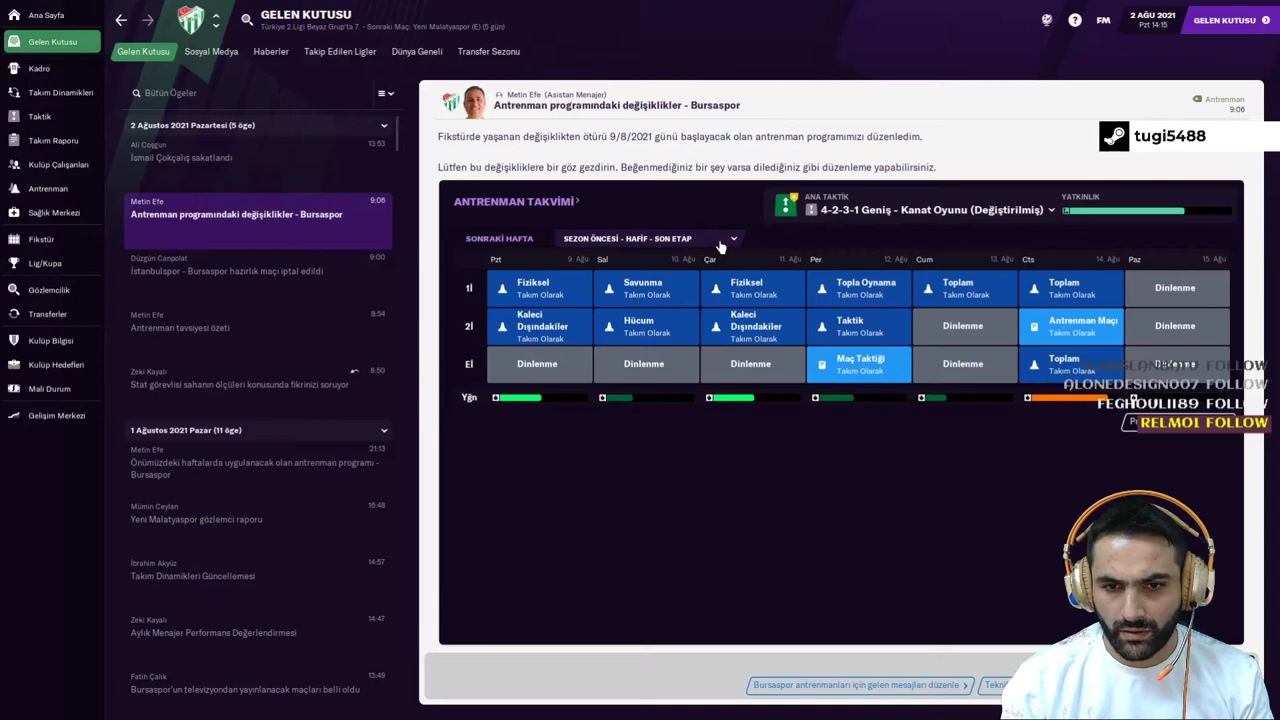 Ana Sayfa
Gelen Kutusu
Kadro
Takım Dinamikleri
Taktik
Takım Raporu
Kulüp Çalışanları
Antrenman
Sağlık Merkezi
Fikstür
Lig/Kupa
Gözlemcilik
Transferler
Kulüp Bilgisi
Kulüp Hedefleri
Mali Durum
Gelişim Merkezi
GELEN KUTUSU
Türkiye 2.Ligi Beyaz Grup'ta 7. - Sonraki Maç: Yeni Malatyaspor (E) (5 gün)
FM
2 AĞU 2021
Pzt 14:15
GELEN KUTUSU
Gelen Kutusu
Sosyal Medya
Haberler
Takip Edilen Ligler
Dünya Geneli
Transfer Sezonu
Bütün Ögeler
2 Ağustos 2021 Pazartesi (5 öge)
Ali Coşgun
13:53
İsmail Çokçalış sakatlandı
Metin Efe
9:06
Antrenman programındaki değişiklikler - Bursaspor
Düzgün Canpolat
9:00
İstanbulspor - Bursaspor hazırlık maçı iptal edildi
Metin Efe
8:54
Antrenman tavsiyesi özeti
Zeki Kayalı
8:50
Stat görevlisi sahanın ölçüleri konusunda fikrinizi soruyor
1 Ağustos 2021 Pazar (11 öge)
Metin Efe
21:13
Önümüzdeki haftalarda uygulanacak olan antrenman programı -
Bursaspor
Mümin Ceylan
16:48
Yeni Malatyaspor gözlemci raporu
İbrahim Akyüz
14:57
Takım Dinamikleri Güncellemesi
Zeki Kayalı
14:47
Aylık Menajer Performans Değerlendirmesi
Fatih Çalık
13:49
Bursaspor'un televizyondan yayınlanacak maçları belli oldu
Metin Efe (Asistan Menajer)
Antrenman programındaki değişiklikler - Bursaspor
Antrenman
9:06
Fikstürde yaşanan değişiklikten ötürü 9/8/2021 günü başlayacak olan antrenman programımızı düzenledim.
Lütfen bu değişikliklere bir göz gezdirin. Beğenmediğiniz bir şey varsa dilediğiniz gibi düzenleme yapabilirsiniz.
tugi5488
ANTRENMAN TAKVİMİ
ANA TAKTİK
4-2-3-1 Geniş - Kanat Oyunu (Değiştirilmiş)
YATKINLIK
SONRAKİ HAFTA
SEZON ÖNCESİ - HAFİF - SON ETAP
Pzt 9. Ağu Sal 10. Ağu Çar 11. Ağu Per 12. Ağu Cum 13. Ağu Cts 14. Ağu Paz 15. Ağu
1İ
Fiziksel
Takım Olarak
Savunma
Takım Olarak
Fiziksel
Takım Olarak
Topla Oynama
Takım Olarak
Toplam
Takım Olarak
Toplam
Takım Olarak
Dinlenme
2İ
Kaleci
Dışındakiler
Takım Olarak
Hücum
Takım Olarak
Kaleci
Dışındakiler
Takım Olarak
Taktik
Takım Olarak
Dinlenme
Antrenman Maçı
Takım Olarak
Dinlenme
El
Dinlenme
Dinlenme
Dinlenme
Maç Taktiği
Takım Olarak
Dinlenme
Toplam
Takım Olarak
Yğn
ALONEDESIGN007 FOLLOW
FEGHOULI189 FOLLOW
RELMO1 FOLLOW
Bursaspor antrenmanları için gelen mesajları düzenle